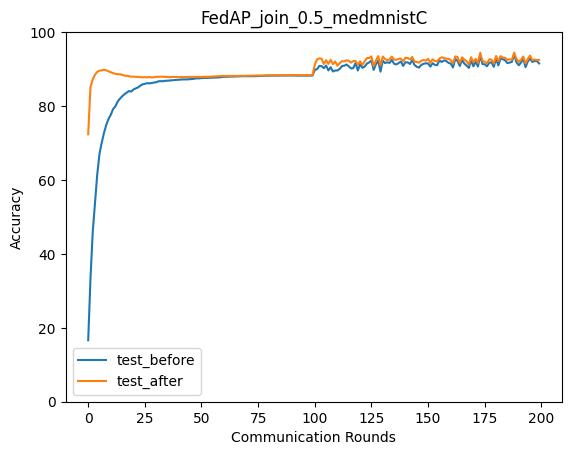 FedAP_join_0.5_medmnistC
100
80
60
40
20
0
Accuracy
test_before
test_after
0 25 50 75 100 125 150 175 200
Communication Rounds